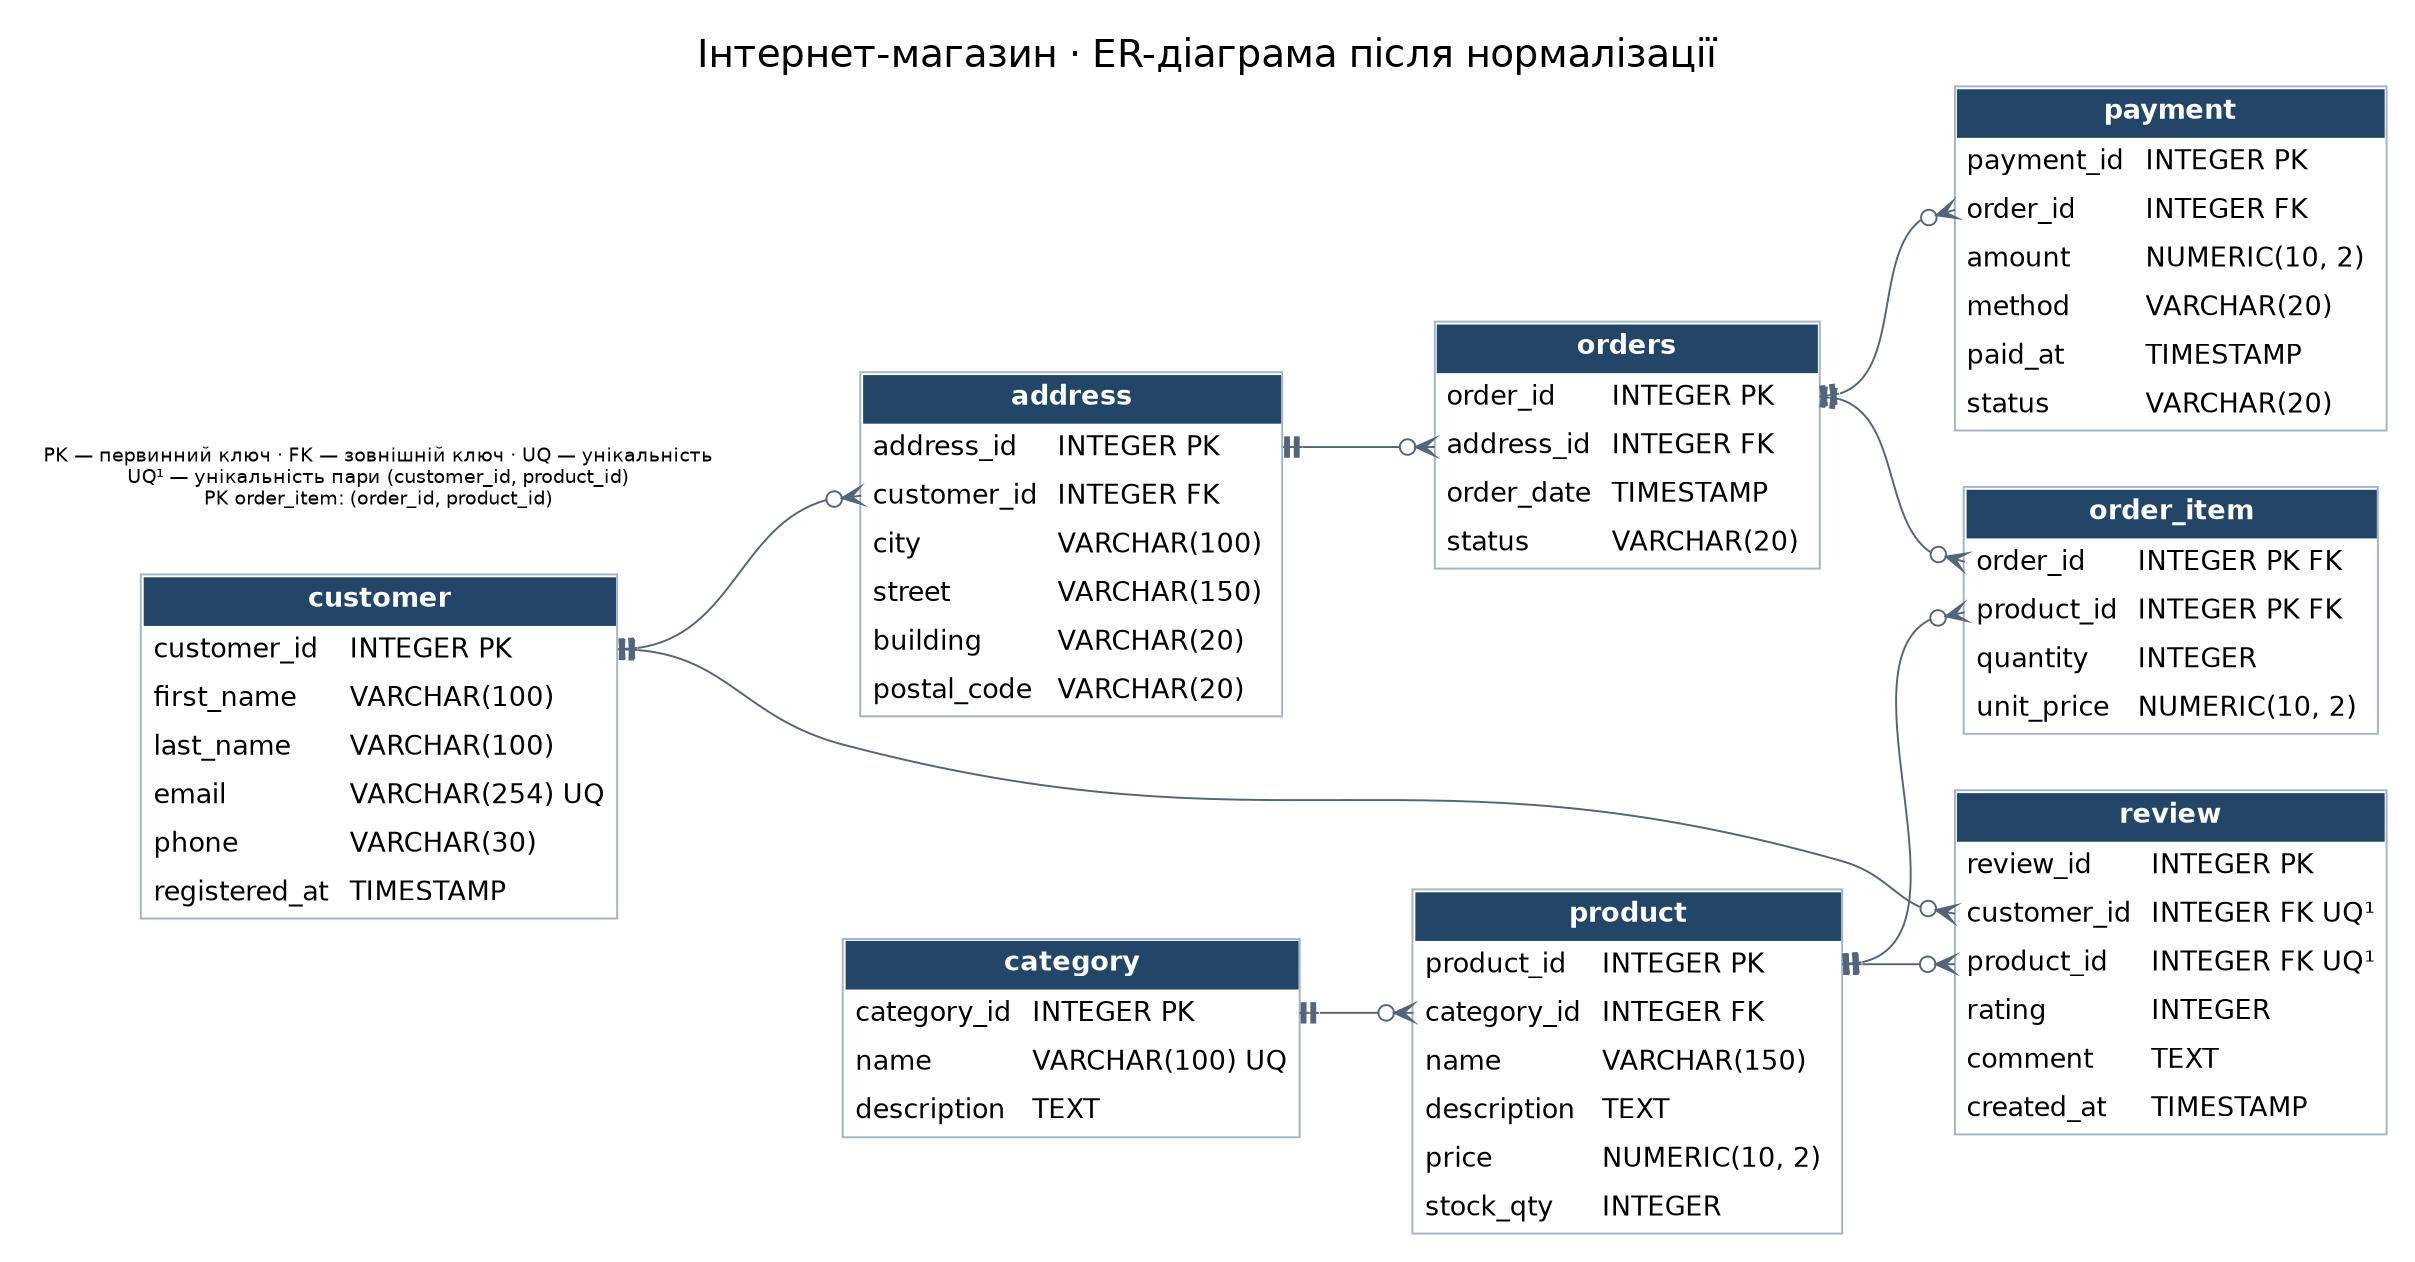 Інтернет-магазин · ER-діаграма після нормалізації
PK — первинний ключ · FK — зовнішній ключ · UQ — унікальність
UQ¹ — унікальність пари (customer_id, product_id)
PK order_item: (order_id, product_id)
customer
customer_id INTEGER PK
first_name VARCHAR(100)
last_name VARCHAR(100)
email VARCHAR(254) UQ
phone VARCHAR(30)
registered_at TIMESTAMP
address
address_id INTEGER PK
customer_id INTEGER FK
city VARCHAR(100)
street VARCHAR(150)
building VARCHAR(20)
postal_code VARCHAR(20)
category
category_id INTEGER PK
name VARCHAR(100) UQ
description TEXT
orders
order_id INTEGER PK
address_id INTEGER FK
order_date TIMESTAMP
status VARCHAR(20)
product
product_id INTEGER PK
category_id INTEGER FK
name VARCHAR(150)
description TEXT
price NUMERIC(10, 2)
stock_qty INTEGER
payment
payment_id INTEGER PK
order_id INTEGER FK
amount NUMERIC(10, 2)
method VARCHAR(20)
paid_at TIMESTAMP
status VARCHAR(20)
order_item
order_id INTEGER PK FK
product_id INTEGER PK FK
quantity INTEGER
unit_price NUMERIC(10, 2)
review
review_id INTEGER PK
customer_id INTEGER FK UQ¹
product_id INTEGER FK UQ¹
rating INTEGER
comment TEXT
created_at TIMESTAMP